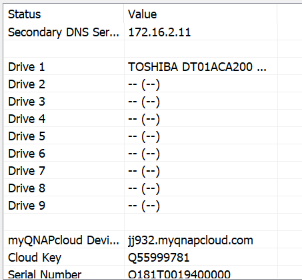 Status Value
Secondary DNS Ser... 172.16.2.11
Drive 1 TOSHIBA DT01ACA200 ...
Drive 2 -- (--)
Drive 3 -- (--)
Drive 4 -- (--)
Drive 5 -- (--)
Drive 6 -- (--)
Drive 7 -- (--)
Drive 8 -- (--)
Drive 9 -- (--)
myQNAPcloud Devi... jj932.myqnapcloud.com
Cloud Key Q55999781
Serial Number Q181T0019400000